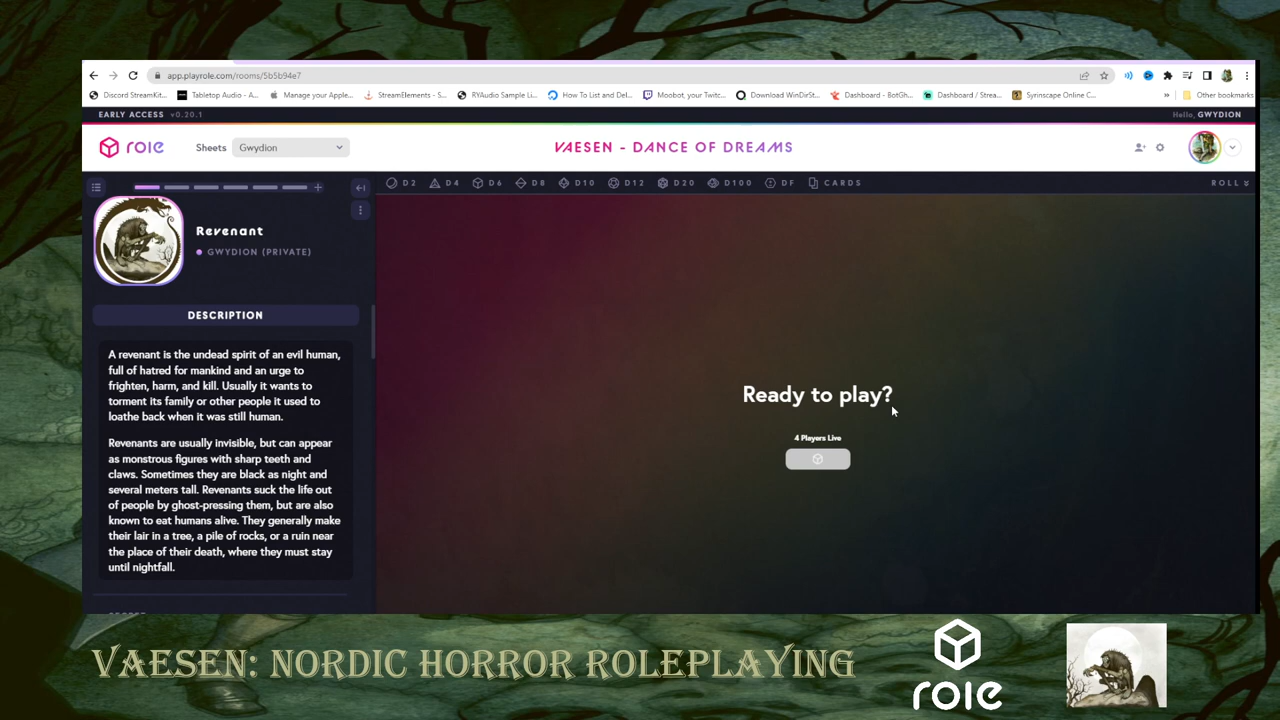 app.playrole.com/rooms/5b5b94e7
Discord StreamKit... Tabletop Audio - A... Manage your Apple... StreamElements - S... RYAudio Sample Li... How To List and Del... Moobot, your Twitc... Download WinDirSt... Dashboard - BotGh... Dashboard / Strea... Syrinscape Online C... » Other bookmarks
EARLY ACCESS v0.20.1 Hello, GWYDION
role Sheets Gwydion VAESEN - DANCE OF DREAMS
D2 D4 D6 D8 D10 D12 D20 D100 DF CARDS ROLL
Revenant
GWYDION (PRIVATE)
DESCRIPTION
A revenant is the undead spirit of an evil human,
full of hatred for mankind and an urge to
frighten, harm, and kill. Usually it wants to
torment its family or other people it used to
loathe back when it was still human.
Revenants are usually invisible, but can appear
as monstrous figures with sharp teeth and
claws. Sometimes they are black as night and
several meters tall. Revenants suck the life out
of people by ghost-pressing them, but are also
known to eat humans alive. They generally make
their lair in a tree, a pile of rocks, or a ruin near
the place of their death, where they must stay
until nightfall.
Ready to play?
4 Players Live
VAESEN: NORDIC HORROR ROLEPLAYING
role